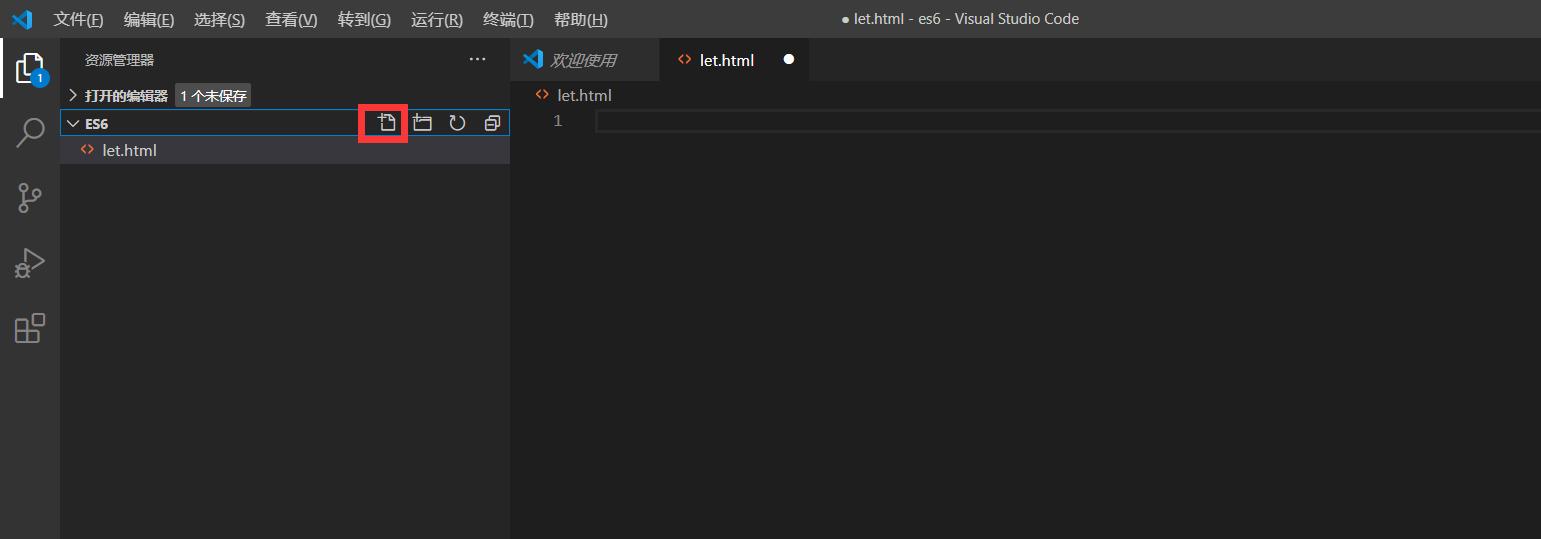 文件(F) 编辑(E) 选择(S) 查看(V) 转到(G) 运行(R) 终端(T) 帮助(H) ● let.html - es6 - Visual Studio Code
资源管理器 ···
欢迎使用 <> let.html ●
1
打开的编辑器 1 个未保存
<> let.html
ES6
1
<> let.html